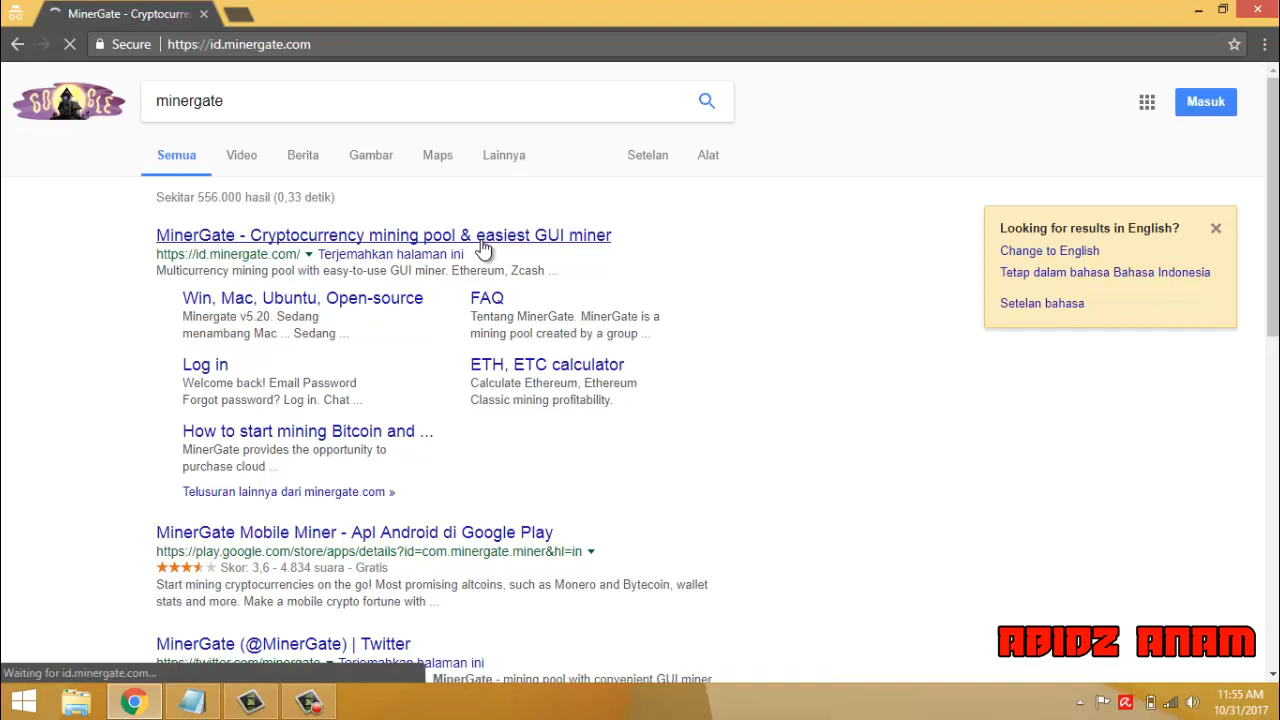 MinerGate - Cryptocurre
Secure
https://id.minergate.com
GOOGLE
minergate
Masuk
Semua
Video
Berita
Gambar
Maps
Lainnya
Setelan
Alat
Sekitar 556.000 hasil (0,33 detik)
MinerGate - Cryptocurrency mining pool & easiest GUI miner
https://id.minergate.com/ ▼ Terjemahkan halaman ini
Multicurrency mining pool with easy-to-use GUI miner. Ethereum, Zcash ...
Win, Mac, Ubuntu, Open-source
Minergate v5.20. Sedang
menambang Mac ... Sedang ...
FAQ
Tentang MinerGate. MinerGate is a
mining pool created by a group ...
Log in
Welcome back! Email Password
Forgot password? Log in. Chat ...
ETH, ETC calculator
Calculate Ethereum, Ethereum
Classic mining profitability.
How to start mining Bitcoin and ...
MinerGate provides the opportunity to
purchase cloud ...
Telusuran lainnya dari minergate.com »
MinerGate Mobile Miner - Apl Android di Google Play
https://play.google.com/store/apps/details?id=com.minergate.miner&hl=in ▼
Skor: 3,6 - 4.834 suara - Gratis
Start mining cryptocurrencies on the go! Most promising altcoins, such as Monero and Bytecoin, wallet
stats and more. Make a mobile crypto fortune with ...
MinerGate (@MinerGate) | Twitter
https://twitter.com/minergate ▼ Terjemahkan halaman ini
MinerGate - mining pool with convenient GUI miner
Looking for results in English?
Change to English
Tetap dalam bahasa Bahasa Indonesia
Setelan bahasa
ABIDZ ANAM
Waiting for id.minergate.com...
11:55 AM
10/31/2017